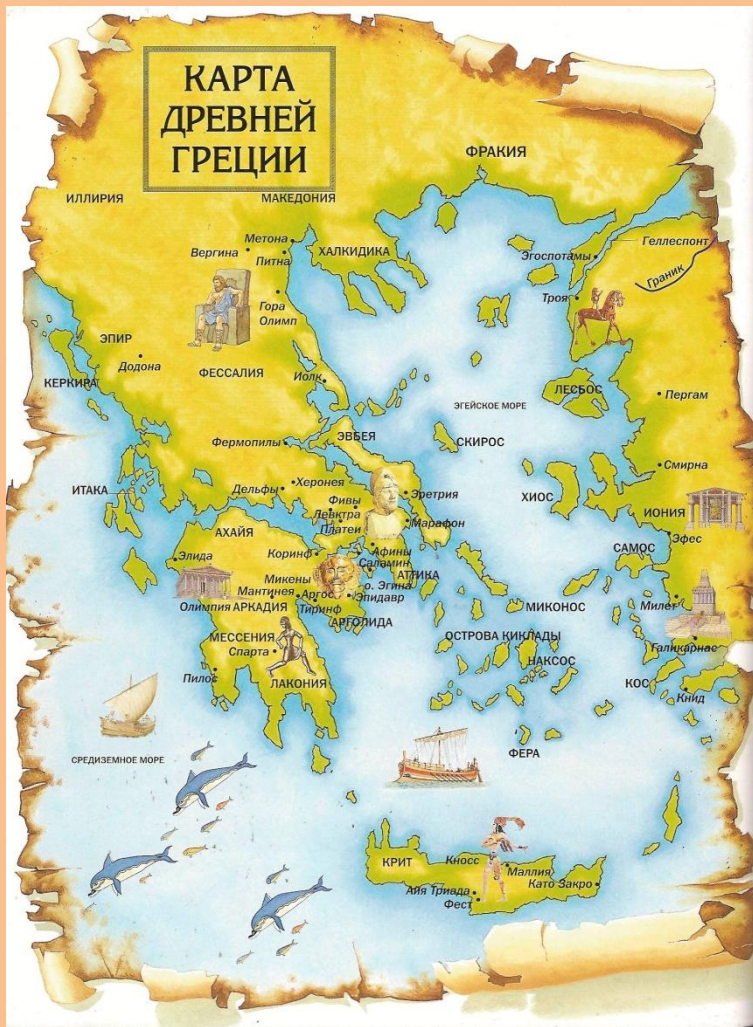 КАРТА
ДРЕВНЕЙ
ГРЕЦИИ
ФРАКИЯ
ИЛЛИРИЯ
МАКЕДОНИЯ
Метона
Вергина
Питна
ХАЛКИДИКА
Геллеспонт
Эгоспотамы
Граник
Троя
Гора
Олимп
ЭПИР
Додона
ФЕССАЛИЯ
Иолк
КЕРКИРА
ЛЕСБОС
Пергам
ЭГЕЙСКОЕ МОРЕ
ЭВБЕЯ
СКИРОС
Фермопилы
Смирна
ИТАКА
Дельфы
Херонея
Фивы
Эретрия
ХИОС
Левктра
Платеи
Марафон
ИОНИЯ
АХАЙЯ
Эфес
Элида
Коринф
Афины
Саламин
САМОС
АТТИКА
Микены
о. Эгина
Мантинея
Аргос
Эпидавр
Милет
Олимпия
АРКАДИЯ
Тиринф
МИКОНОС
АРГОЛИДА
МЕССЕНИЯ
ОСТРОВА КИКЛАДЫ
Спарта
Галикарнас
НАКСОС
Пилос
ЛАКОНИЯ
КОС
Книд
ФЕРА
СРЕДИЗЕМНОЕ МОРЕ
КРИТ
Кносс
Маллия
Като Закро
Айя Триада
Фест